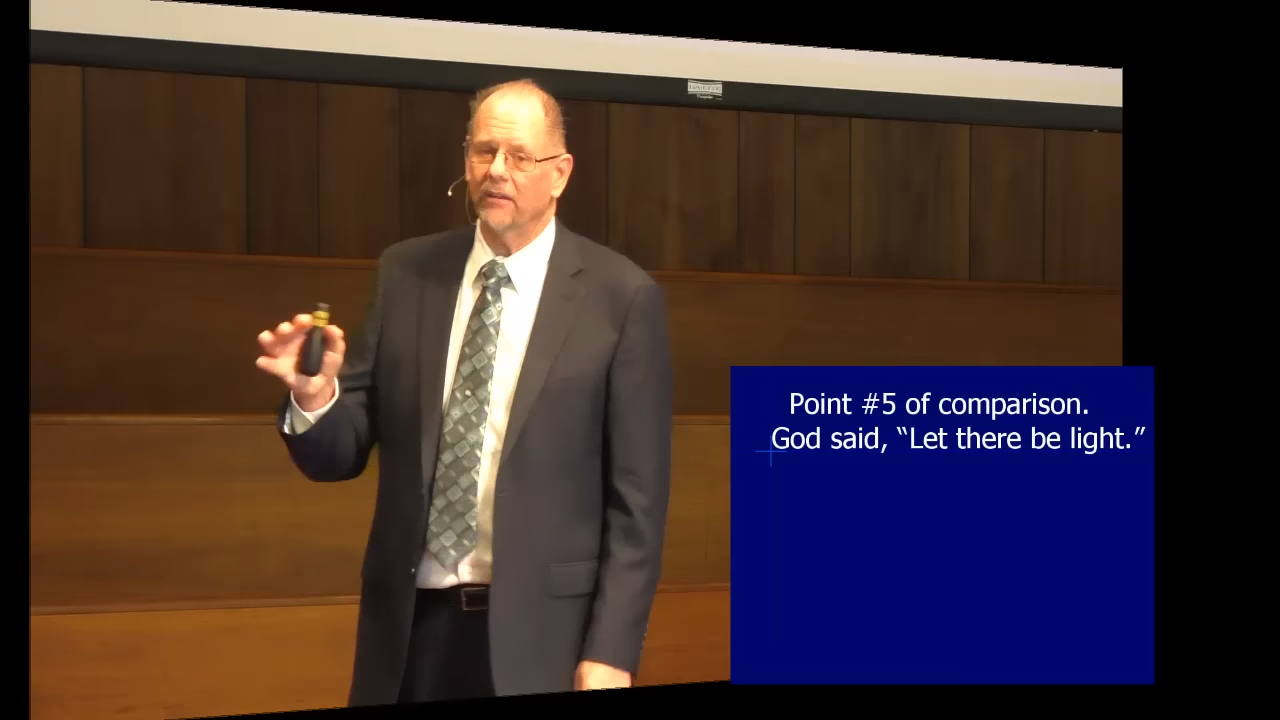 Point #5 of comparison.
God said, “Let there be light.”